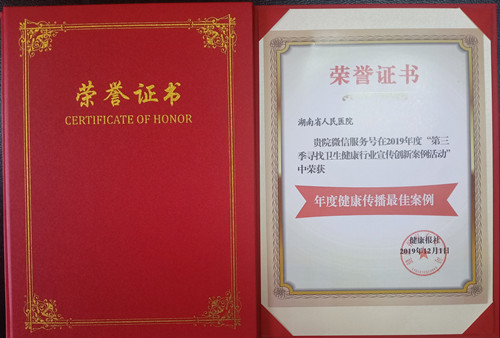 荣誉证书
CERTIFICATE OF HONOR
荣誉证书
湖南省人民医院
贵院微信服务号在2019年度“第三
季寻找卫生健康行业宣传创新案例活动”
中荣获
年度健康传播最佳案例
健康报社
2019年12月1日